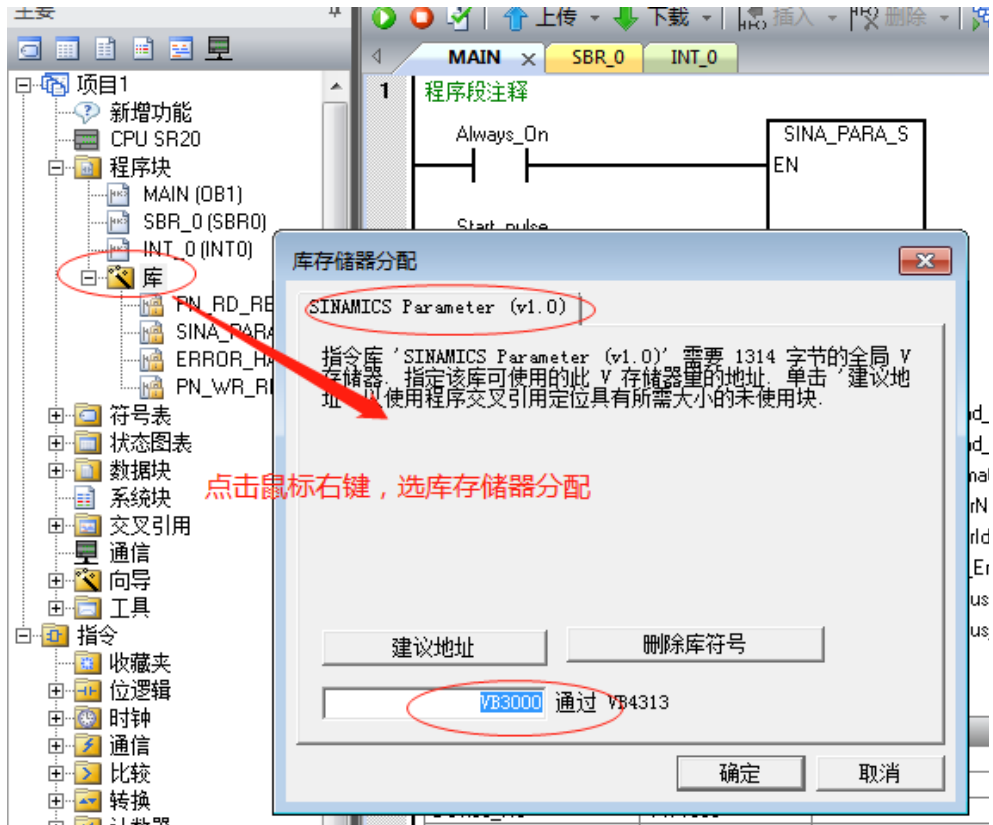 主要
上传 下载 插入 删除
MAIN SBR_0 INT_0
项目1
新增功能
CPU SR20
程序块
MAIN (OB1)
SBR_0 (SBR0)
INT_0 (INT0)
库
PN_RD_RE
SINA_PARA
ERROR_HA
PN_WR_RE
符号表
状态图表
数据块
系统块
交叉引用
通信
向导
工具
指令
收藏夹
位逻辑
时钟
通信
比较
转换
计数器
1 程序段注释
Always_On
SINA_PARA_S
EN
Start_pulse
库存储器分配
SINAMICS Parameter (v1.0)
指令库 'SINAMICS Parameter (v1.0)' 需要 1314 字节的全局 V
存储器. 指定该库可使用的此 V 存储器里的地址. 单击 '建议地
址' 以使用程序交叉引用定位具有所需大小的未使用块.
点击鼠标右键，选库存储器分配
建议地址 删除库符号
VB3000 通过 VB4313
确定 取消